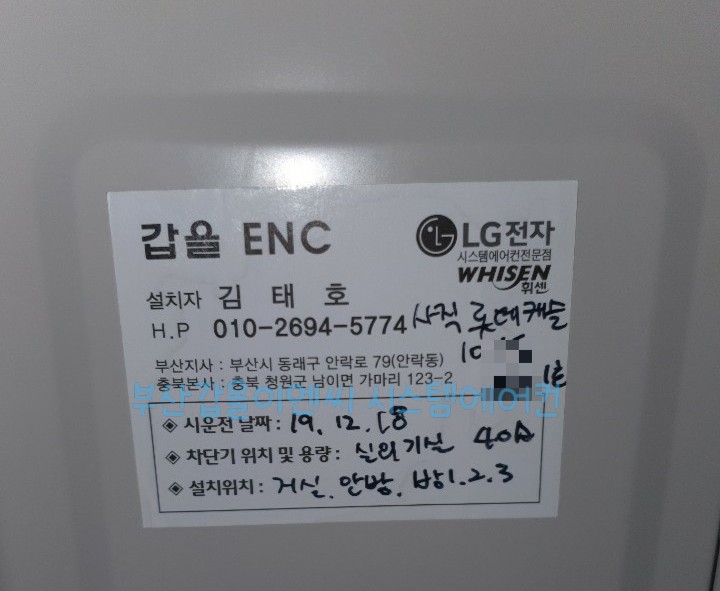 갑을 ENC
LG전자
시스템에어컨전문점
WHISEN
휘센
설치자 김 태 호
H.P 010-2694-5774
사직 롯데캐슬
10
1호
부산지사 : 부산시 동래구 안락로 79(안락동)
충북본사 : 충북 청원군 남이면 가마리 123-2
부산갑을이엔씨 시스템에어컨
◈ 시운전 날짜 : 19. 12. 18
◈ 차단기 위치 및 용량 : 실외기실 40A
◈ 설치위치 : 거실, 안방, 방1.2.3